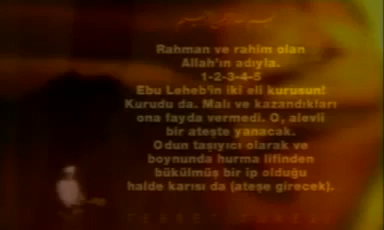 Rahman ve rahim olan
Allah'ın adıyla.
1-2-3-4-5
Ebu Leheb'in iki eli kurusun!
Kurudu da. Malı ve kazandıkları
ona fayda vermedi. O, alevli
bir ateşte yanacak.
Odun taşıyıcı olarak ve
boynunda hurma lifinden
bükülmüş bir ip olduğu
halde karısı da (ateşe girecek).